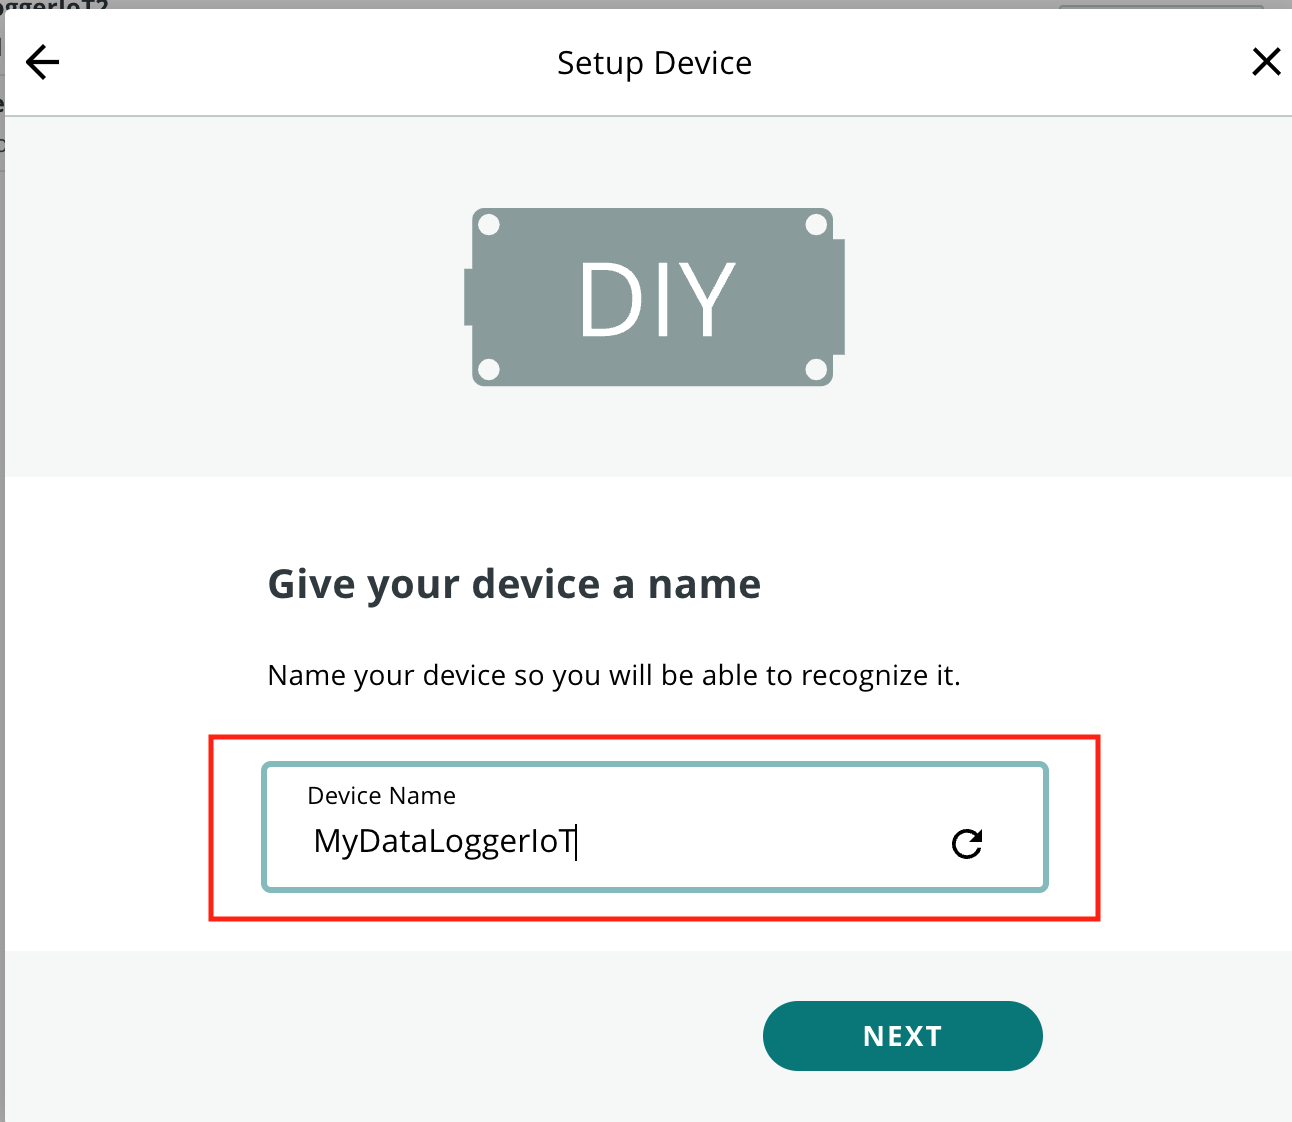 Setup Device
DIY
Give your device a name
Name your device so you will be able to recognize it.
Device Name
MyDataLoggerIoT
NEXT